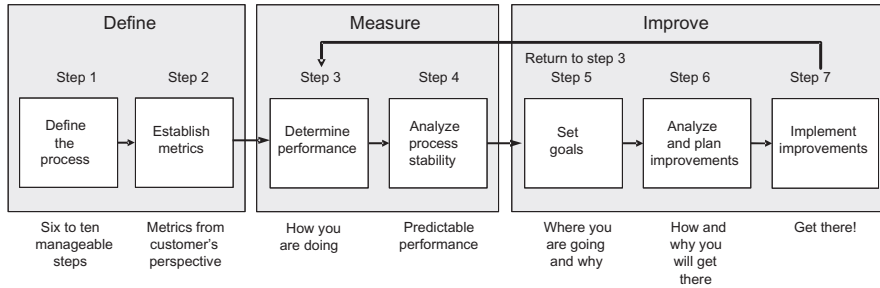 Define
Measure
Improve
Return to step 3
Step 1
Step 2
Step 3
Step 4
Step 5
Step 6
Step 7
Define
the
process
Establish
metrics
Determine
performance
Analyze
process
stability
Set
goals
Analyze
and plan
improvements
Implement
improvements
Six to ten
manageable
steps
Metrics from
customer's
perspective
How you
are doing
Predictable
performance
Where you
are going
and why
How and
why you
will get
there
Get there!